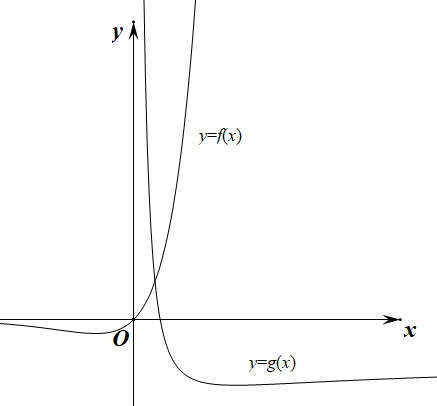 y
y=f(x)
O
x
y=g(x)